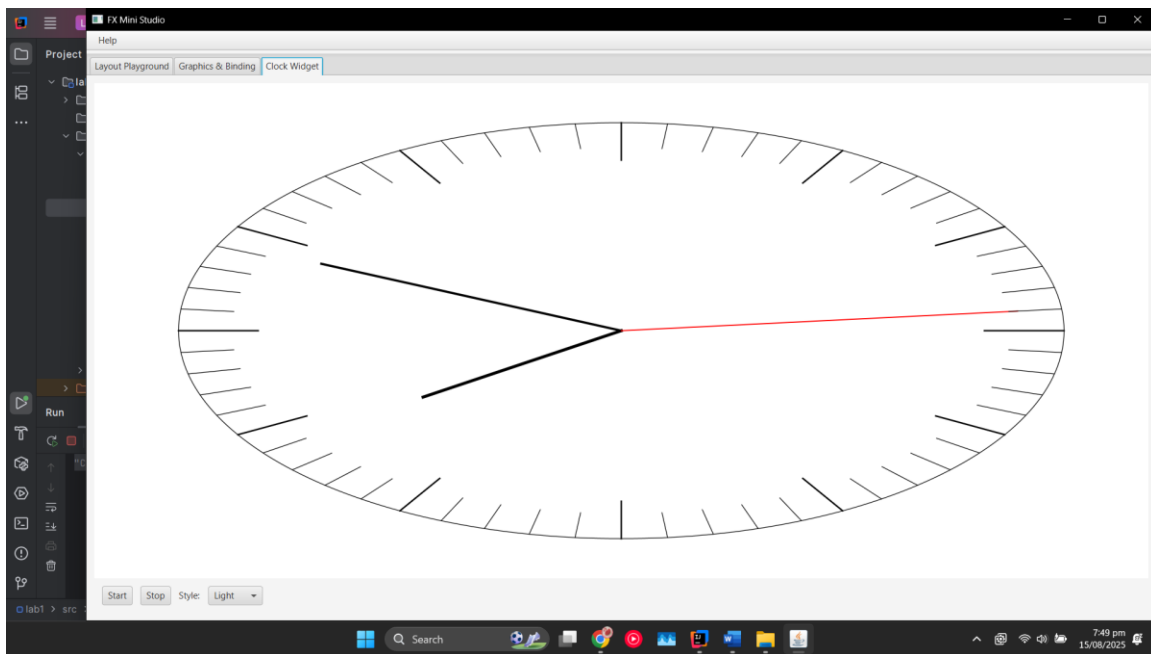 FX Mini Studio
Help
Project
Layout Playground Graphics & Binding Clock Widget
Run
Start Stop Style: Light
lab1 > src
Search
7:49 pm
15/08/2025